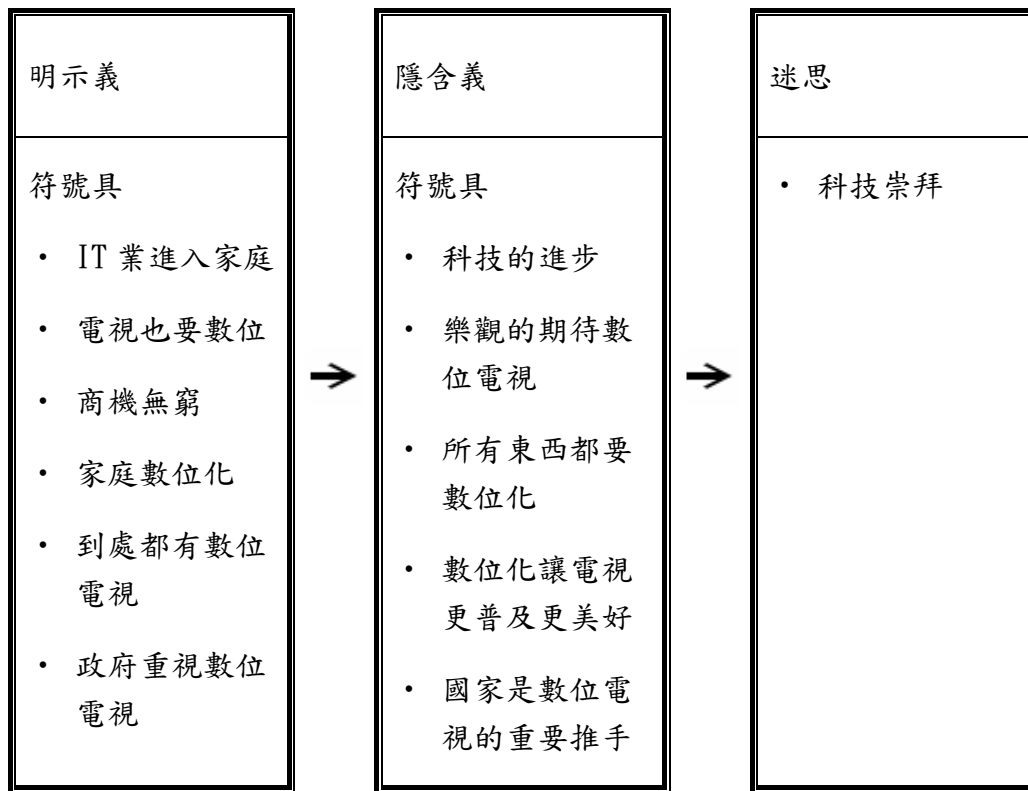 明示義
符號具
• IT 業進入家庭
• 電視也要數位
• 商機無窮
• 家庭數位化
• 到處都有數位
電視
• 政府重視數位
電視
隱含義
符號具
• 科技的進步
• 樂觀的期待數
位電視
• 所有東西都要
數位化
• 數位化讓電視
更普及更美好
• 國家是數位電
視的重要推手
迷思
• 科技崇拜